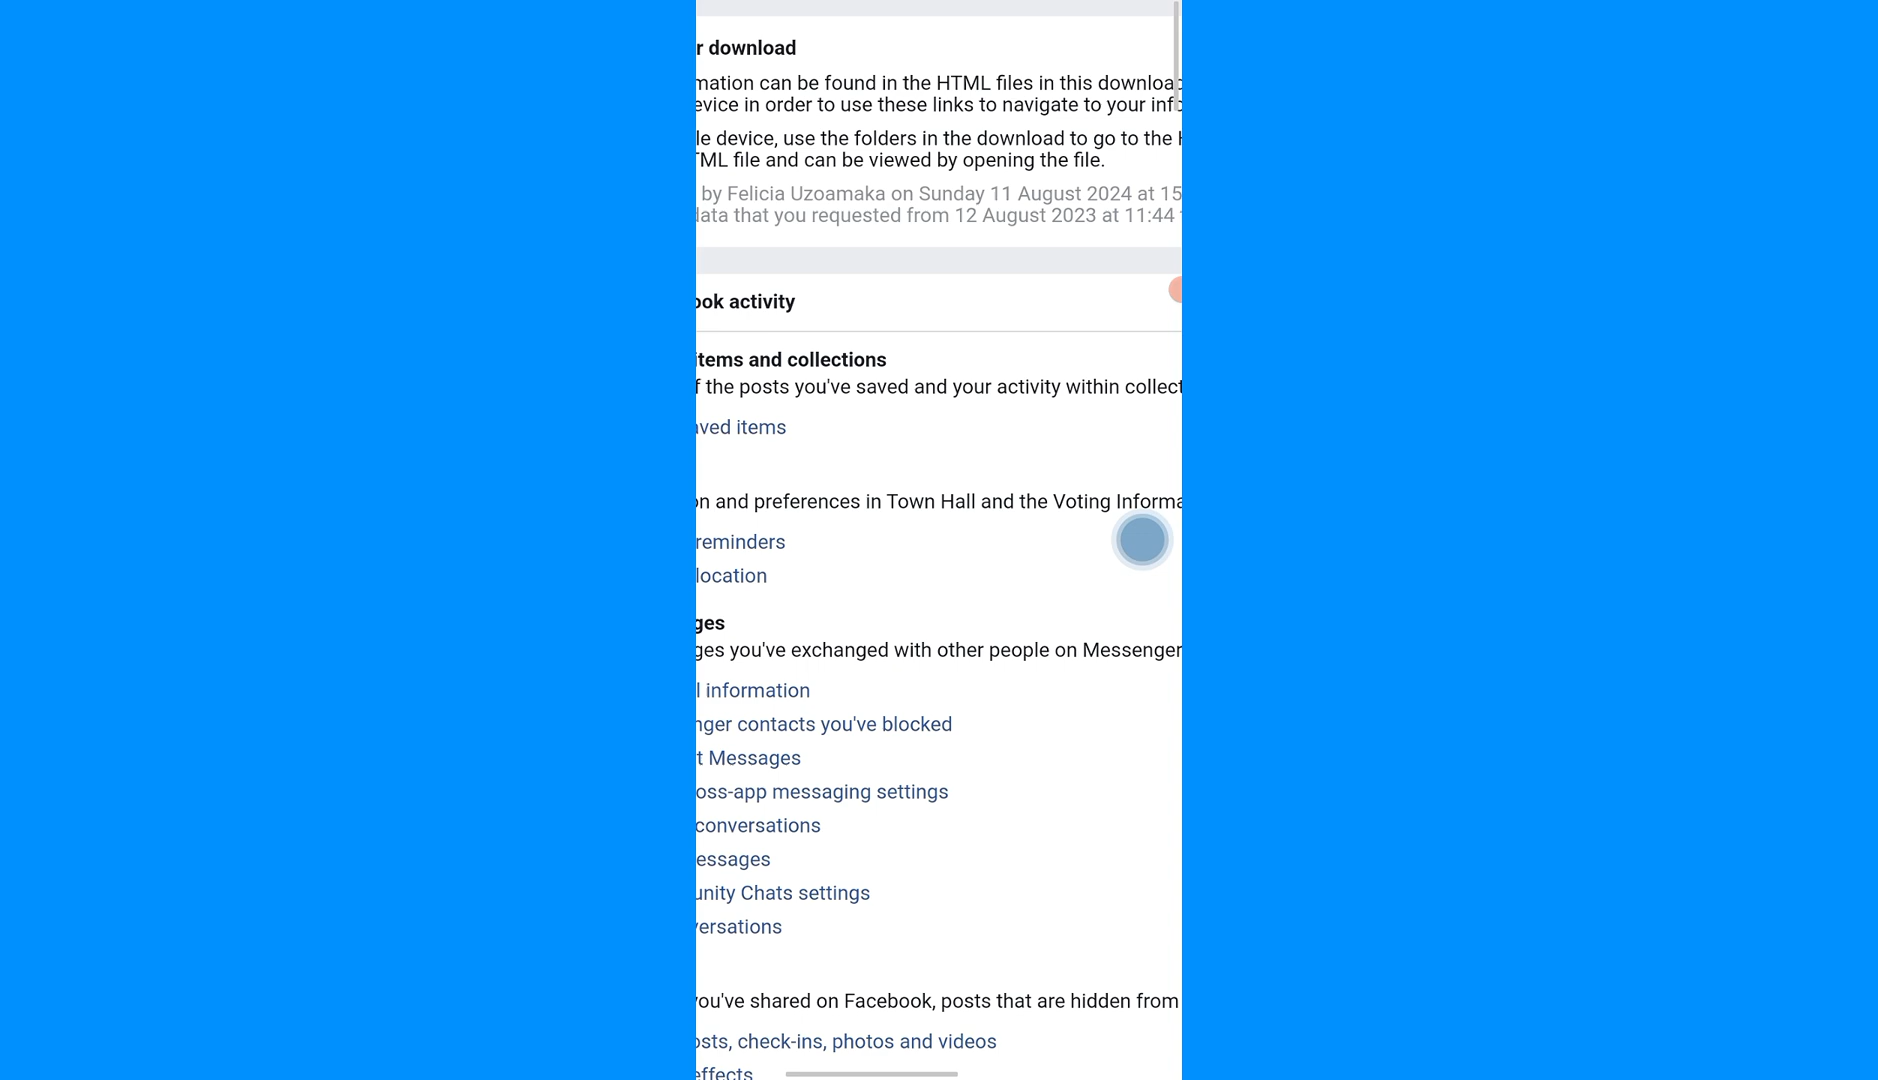 r download
mation can be found in the HTML files in this download
evice in order to use these links to navigate to your info
le device, use the folders in the download to go to the H
TML file and can be viewed by opening the file.
by Felicia Uzoamaka on Sunday 11 August 2024 at 15
data that you requested from 12 August 2023 at 11:44
ook activity
items and collections
f the posts you've saved and your activity within collect
aved items
on and preferences in Town Hall and the Voting Informa
reminders
location
ges
ges you've exchanged with other people on Messenger
l information
nger contacts you've blocked
t Messages
oss-app messaging settings
conversations
essages
unity Chats settings
versations
you've shared on Facebook, posts that are hidden from
osts, check-ins, photos and videos
effects